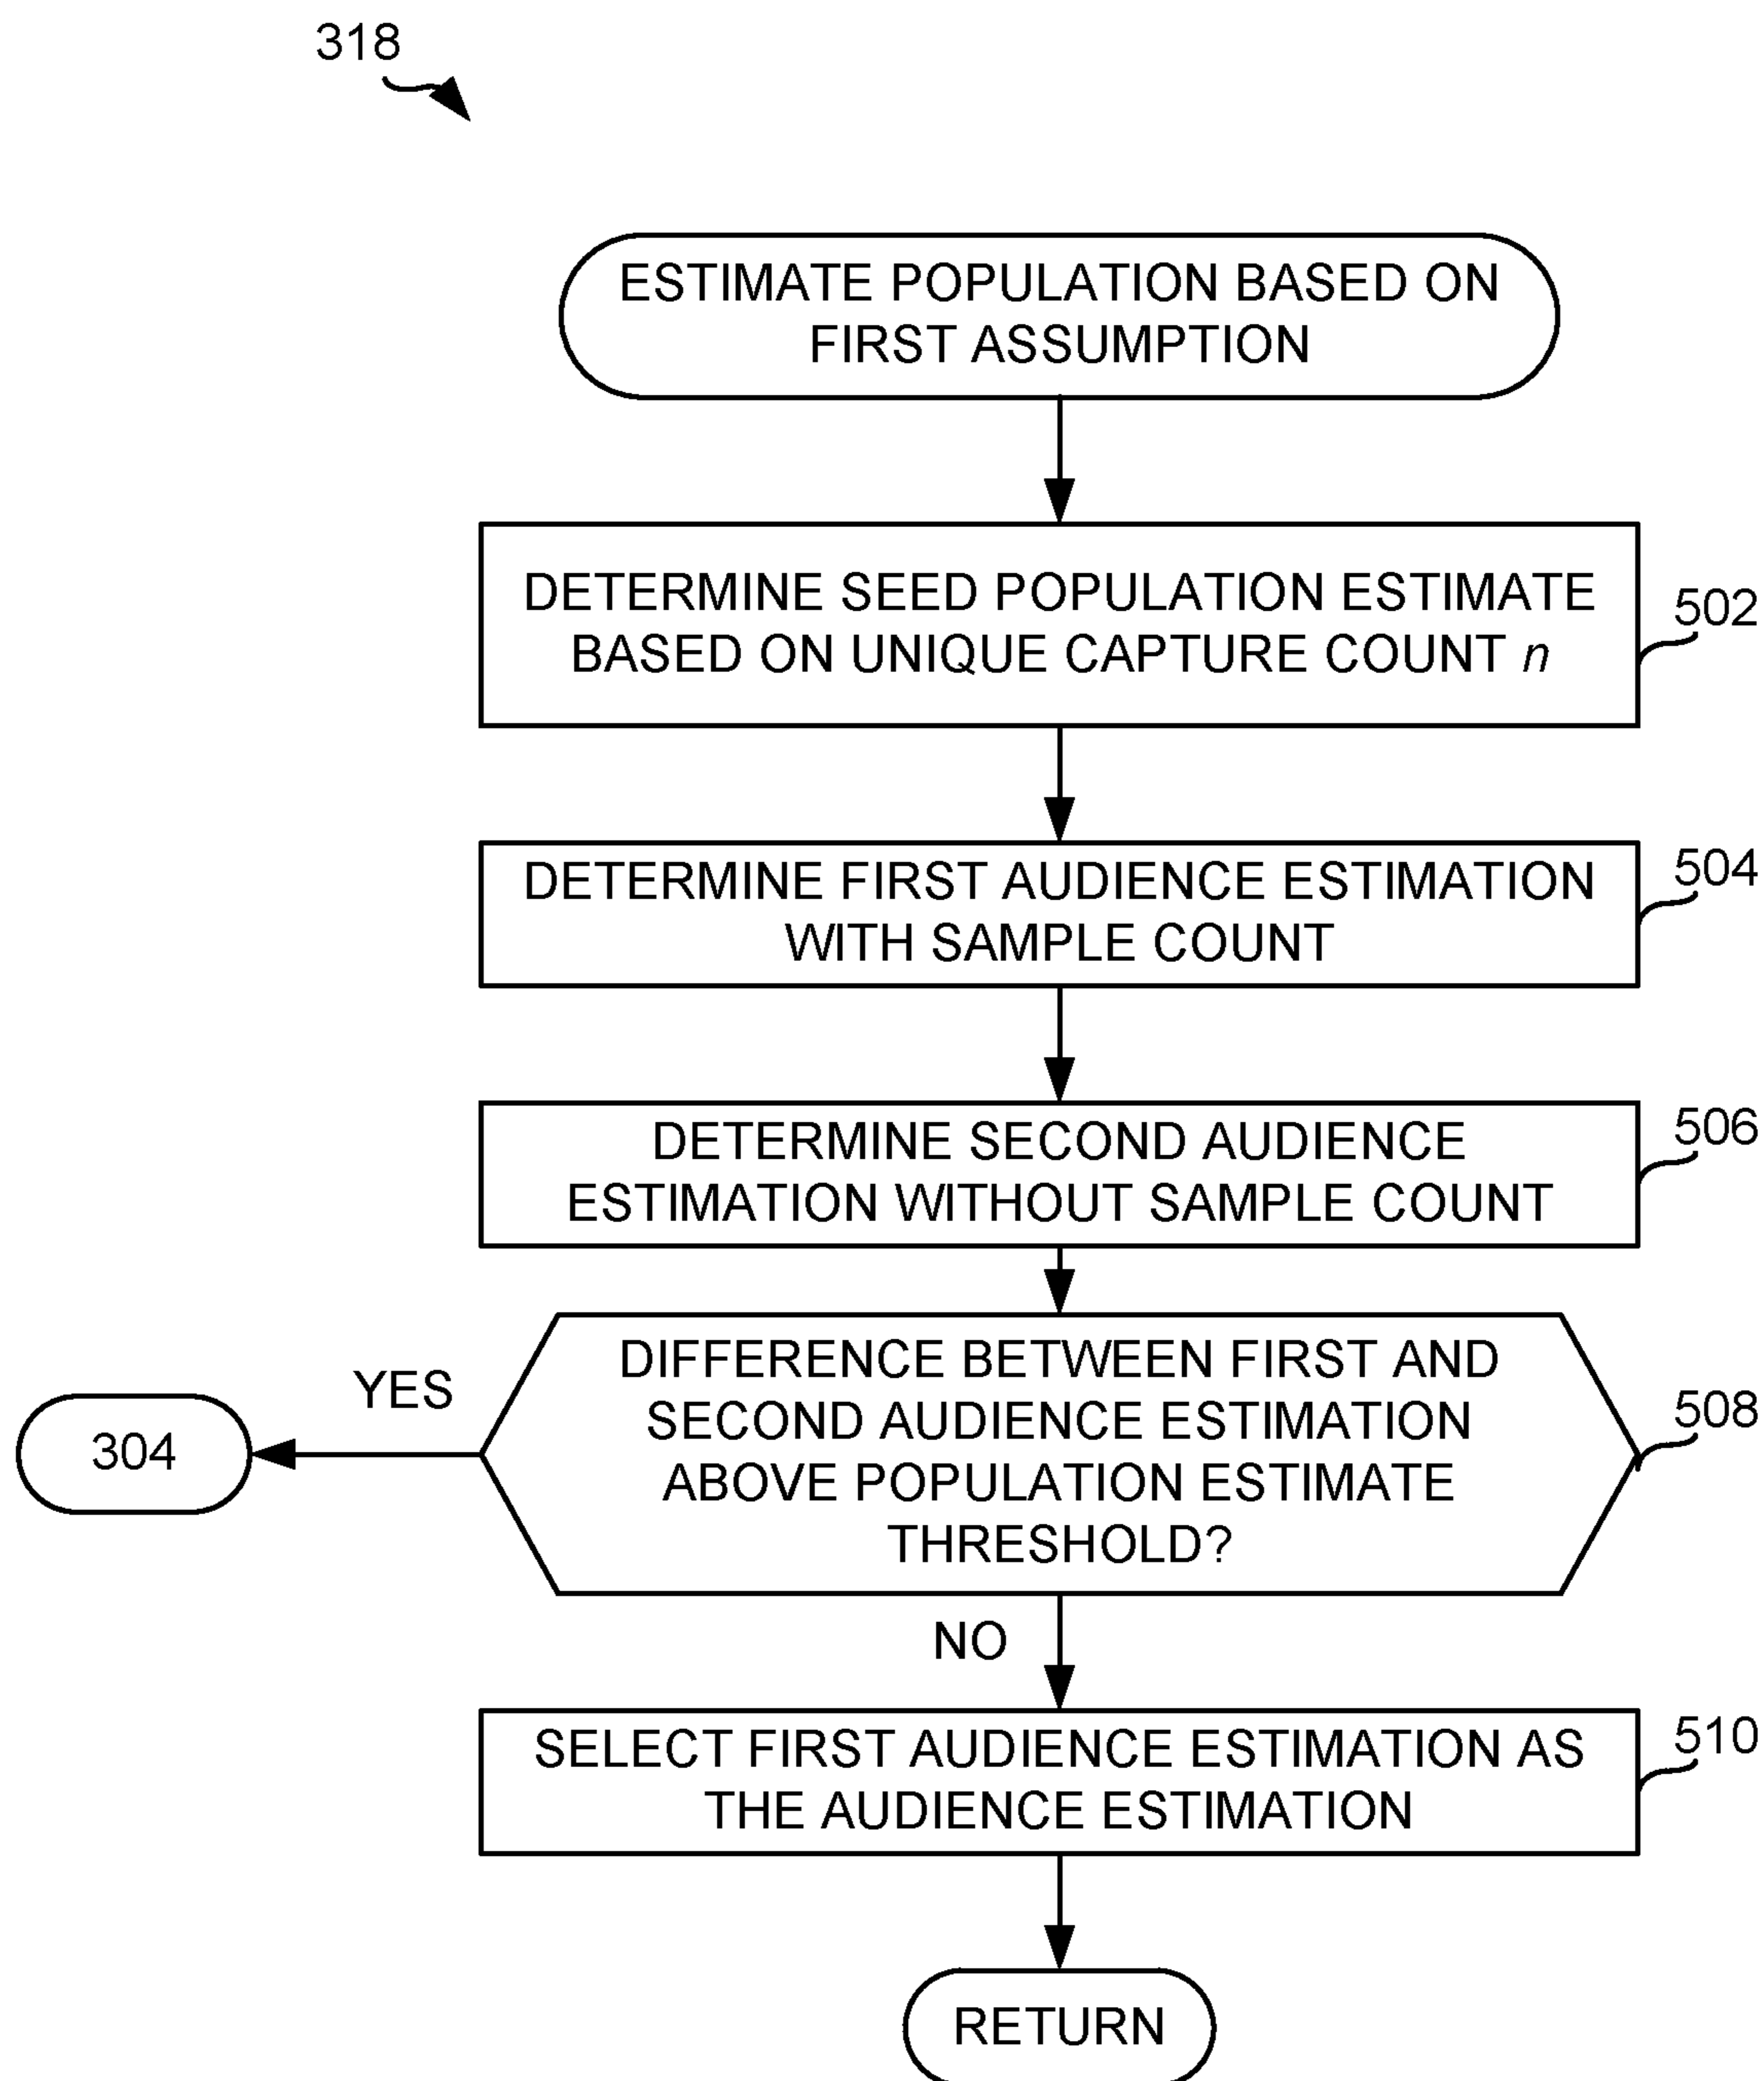 318
ESTIMATE POPULATION BASED ON
FIRST ASSUMPTION
DETERMINE SEED POPULATION ESTIMATE
BASED ON UNIQUE CAPTURE COUNT n
502
DETERMINE FIRST AUDIENCE ESTIMATION
WITH SAMPLE COUNT
504
DETERMINE SECOND AUDIENCE
ESTIMATION WITHOUT SAMPLE COUNT
506
DIFFERENCE BETWEEN FIRST AND
SECOND AUDIENCE ESTIMATION
ABOVE POPULATION ESTIMATE
THRESHOLD?
508
YES
304
NO
SELECT FIRST AUDIENCE ESTIMATION AS
THE AUDIENCE ESTIMATION
510
RETURN